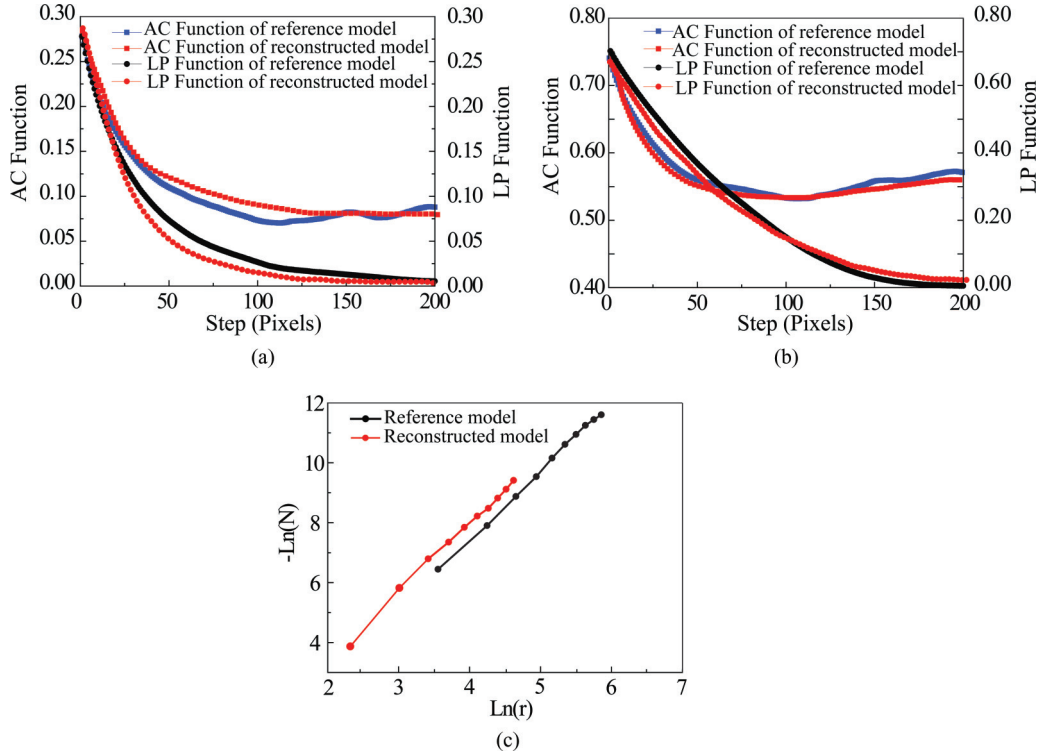 AC Function of reference model
AC Function of reconstructed model
LP Function of reference model
LP Function of reconstructed model
0.30
0.25
0.20
0.15
0.10
0.05
0.00
AC Function
0.30
0.25
0.20
0.15
0.10
0.05
0.00
LP Function
0
50
100
150
200
Step (Pixels)
(a)
AC Function of reference model
AC Function of reconstructed model
LP Function of reference model
LP Function of reconstructed model
0.80
0.70
0.60
0.50
0.40
AC Function
0.80
0.60
0.40
0.20
0.00
LP Function
0
50
100
150
200
Step (Pixels)
(b)
Reference model
Reconstructed model
12
10
8
6
4
-Ln(N)
2
3
4
5
6
7
Ln(r)
(c)